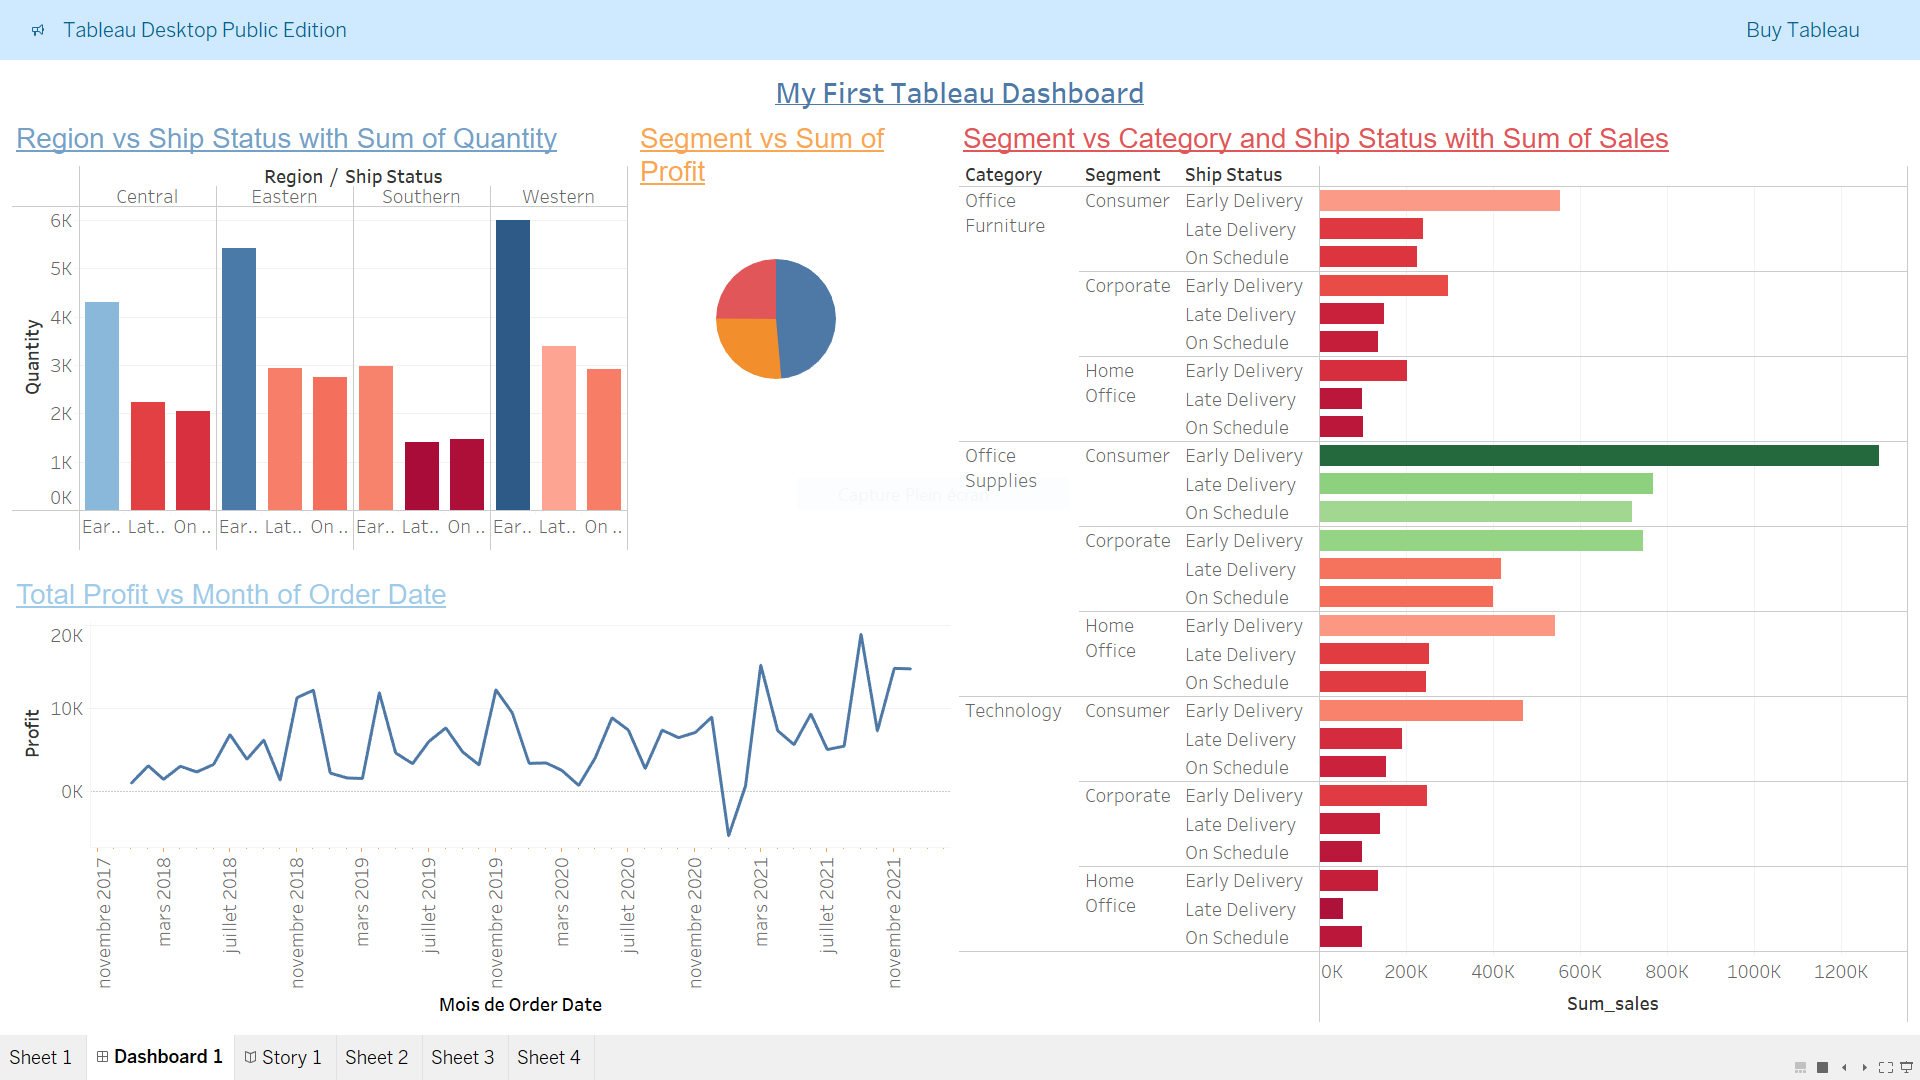 Tableau Desktop Public Edition
Buy Tableau
My First Tableau Dashboard
Region vs Ship Status with Sum of Quantity
Region / Ship Status
Central Eastern Southern Western
Quantity
6K
5K
4K
3K
2K
1K
0K
Ear.. Lat.. On .. Ear.. Lat.. On .. Ear.. Lat.. On .. Ear.. Lat.. On ..
Segment vs Sum of
Profit
Capture Plein écran
Total Profit vs Month of Order Date
Profit
20K
10K
0K
novembre 2017
mars 2018
juillet 2018
novembre 2018
mars 2019
juillet 2019
novembre 2019
mars 2020
juillet 2020
novembre 2020
mars 2021
juillet 2021
novembre 2021
Mois de Order Date
Segment vs Category and Ship Status with Sum of Sales
Category Segment Ship Status
Office Furniture Consumer Early Delivery
Late Delivery
On Schedule
Corporate Early Delivery
Late Delivery
On Schedule
Home Office Early Delivery
Late Delivery
On Schedule
Office Supplies Consumer Early Delivery
Late Delivery
On Schedule
Corporate Early Delivery
Late Delivery
On Schedule
Home Office Early Delivery
Late Delivery
On Schedule
Technology Consumer Early Delivery
Late Delivery
On Schedule
Corporate Early Delivery
Late Delivery
On Schedule
Home Office Early Delivery
Late Delivery
On Schedule
0K 200K 400K 600K 800K 1000K 1200K
Sum_sales
Sheet 1 Dashboard 1 Story 1 Sheet 2 Sheet 3 Sheet 4